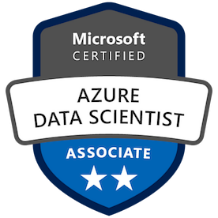 Microsoft
CERTIFIED
AZURE
DATA SCIENTIST
ASSOCIATE